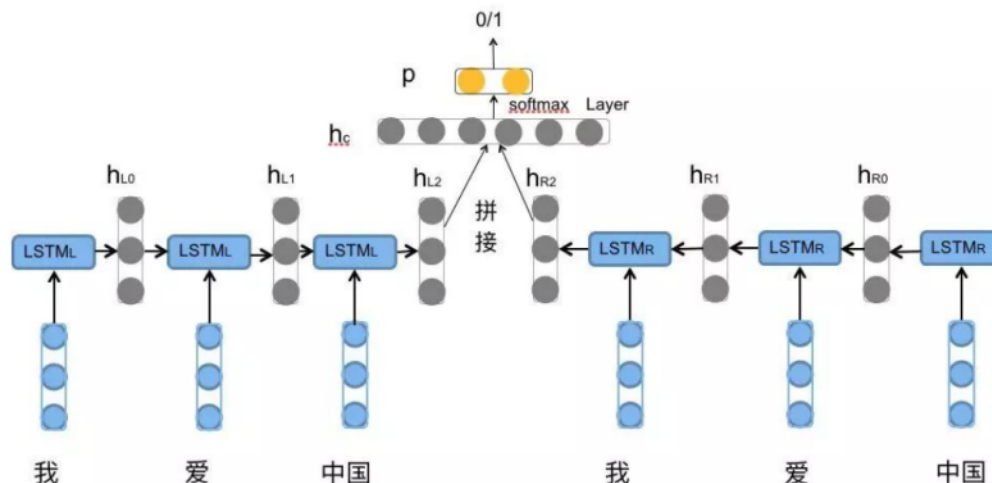 0/1
p
softmax Layer
hc
hL0 hL1 hL2 hR2 hR1 hR0
拼
接
LSTML LSTML LSTML LSTMR LSTMR LSTMR
我 爱 中国 我 爱 中国